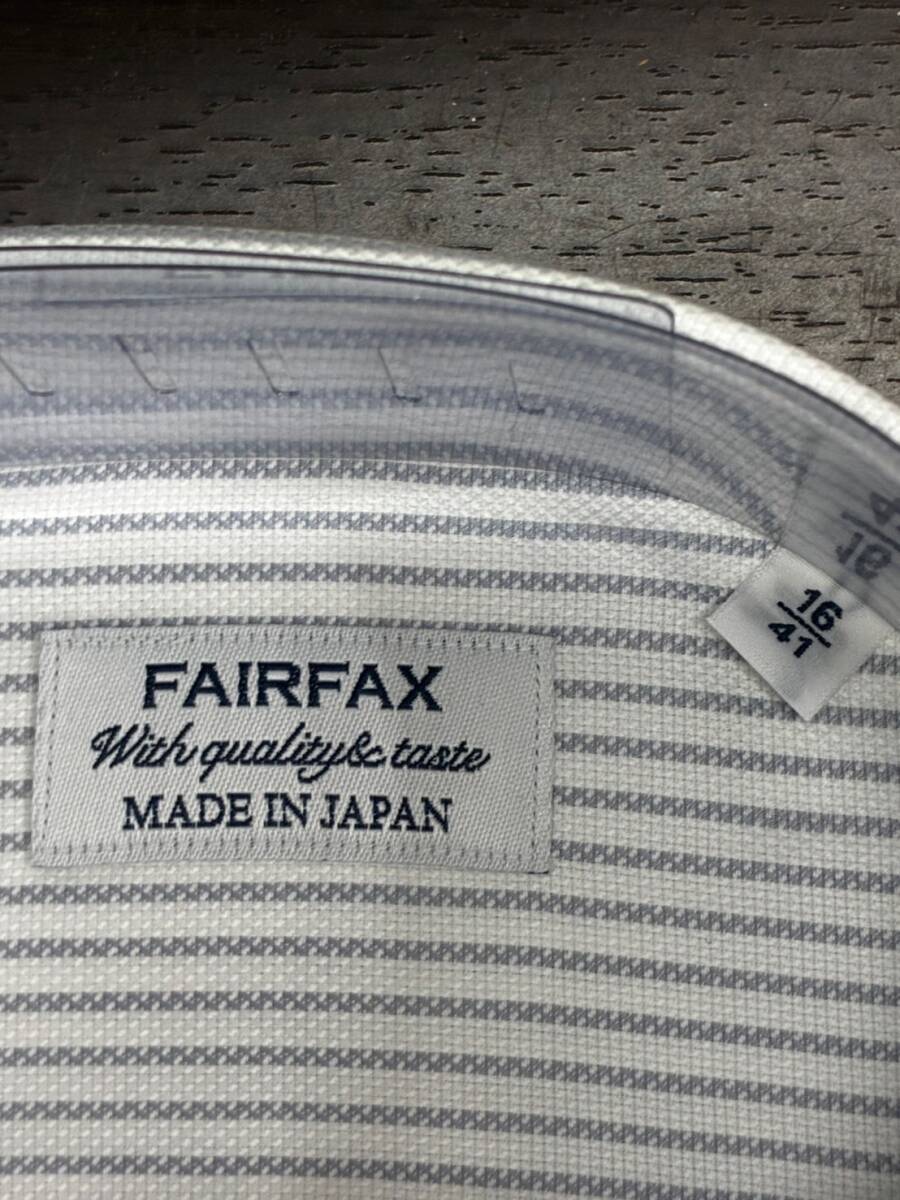 FAIRFAX
With quality & taste
MADE IN JAPAN
16
41